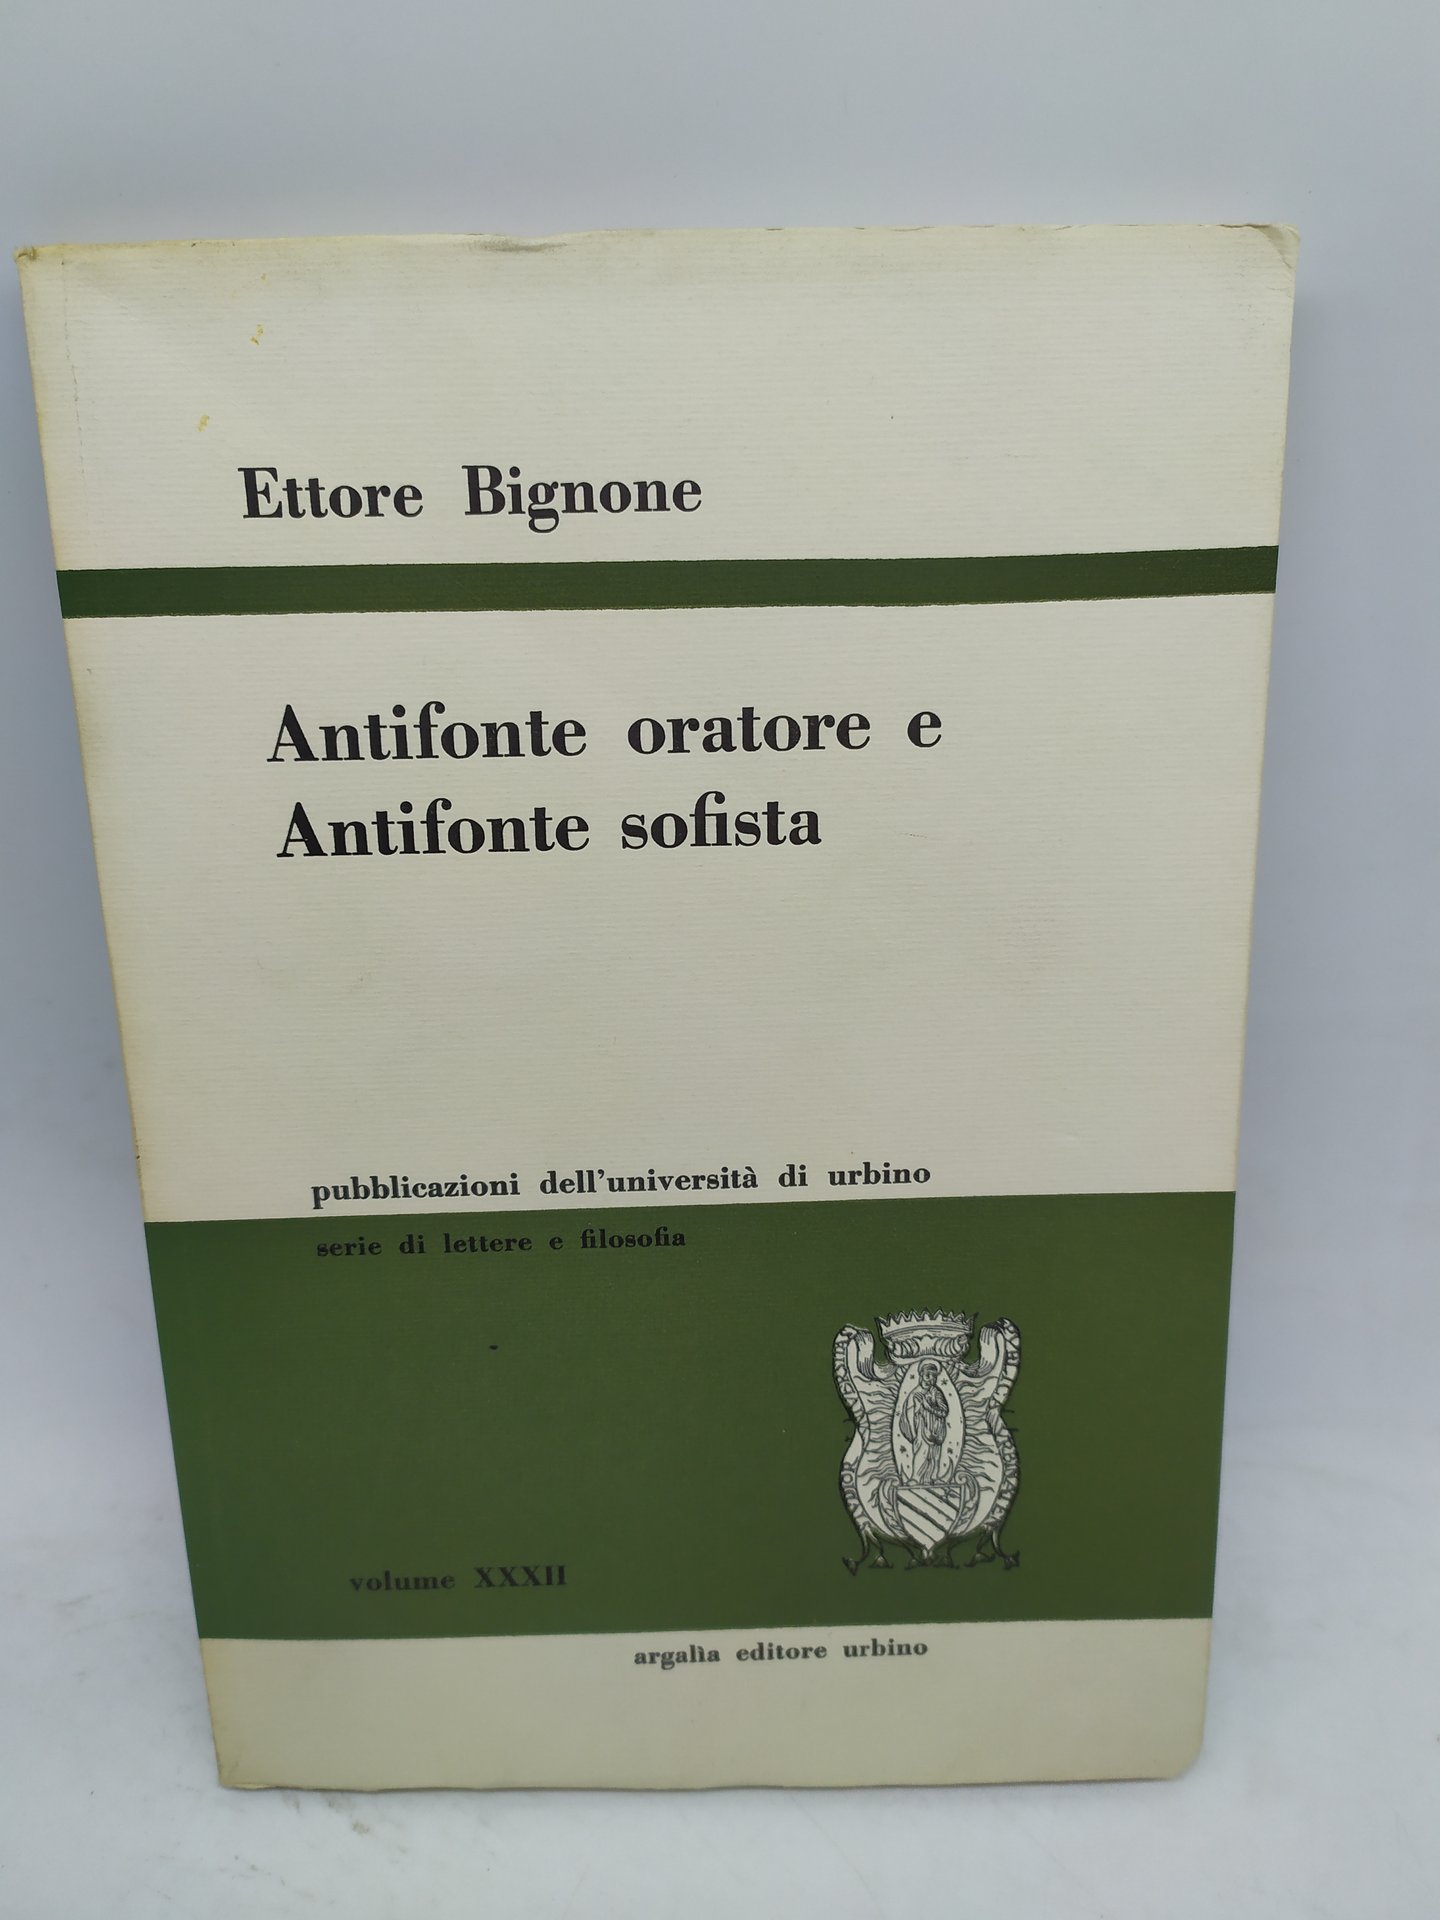 Ettore Bignone
Antifonte oratore e
Antifonte sofista
pubblicazioni dell'università di urbino
serie di lettere e filosofia
volume XXXII
argalìa editore urbino